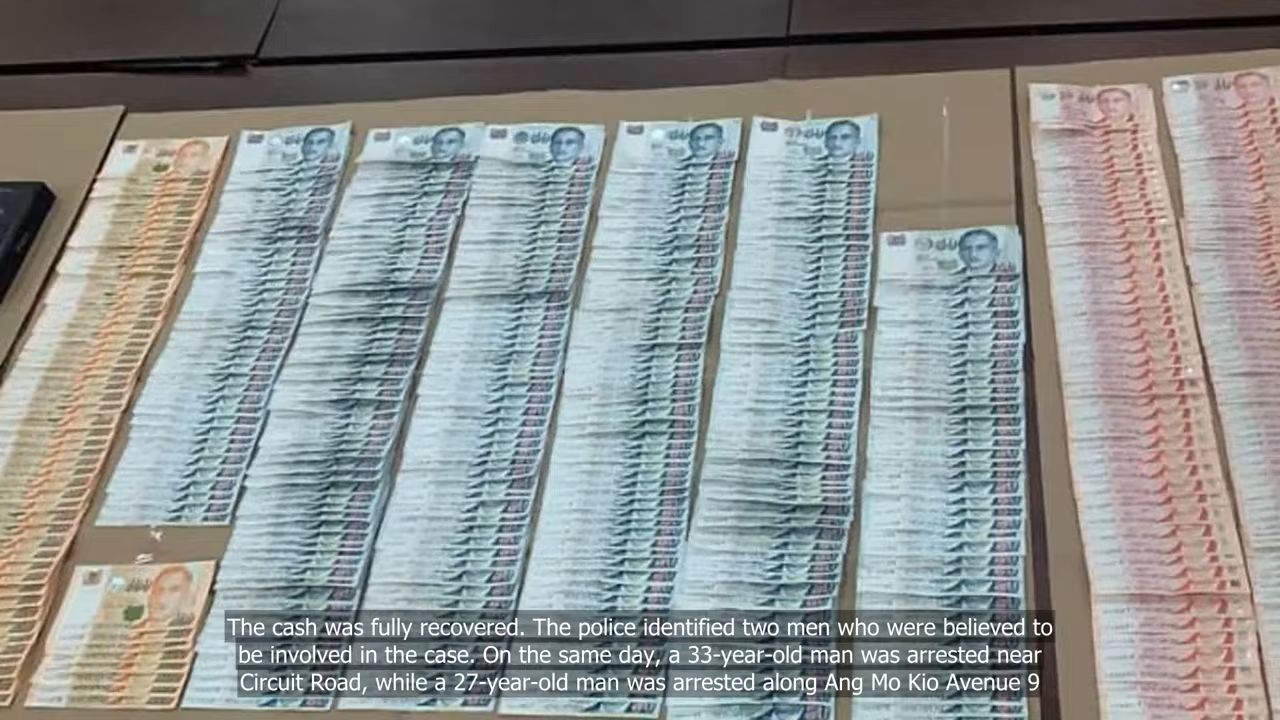 The cash was fully recovered. The police identified two men who were believed to
be involved in the case. On the same day, a 33-year-old man was arrested near
Circuit Road, while a 27-year-old man was arrested along Ang Mo Kio Avenue 9